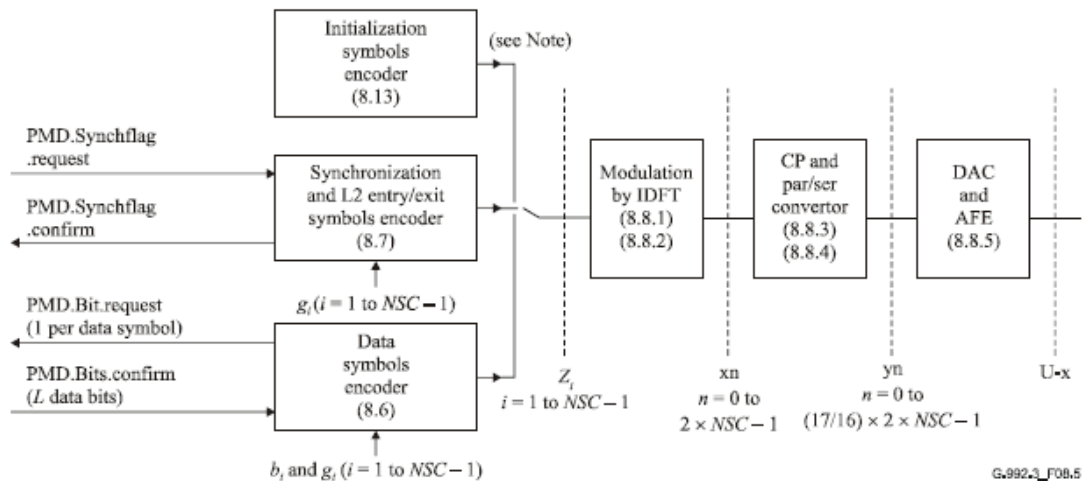 Initialization
symbols
encoder
(8.13)
(see Note)
PMD.Synchflag
.request
PMD.Synchflag
.confirm
Synchronization
and L2 entry/exit
symbols encoder
(8.7)
g_i (i = 1 to NSC – 1)
PMD.Bit.request
(1 per data symbol)
PMD.Bits.confirm
(L data bits)
Data
symbols
encoder
(8.6)
b_i and g_i (i = 1 to NSC – 1)
Modulation
by IDFT
(8.8.1)
(8.8.2)
CP and
par/ser
convertor
(8.8.3)
(8.8.4)
DAC
and
AFE
(8.8.5)
Z_i
i = 1 to NSC – 1
xn
n = 0 to
2 × NSC – 1
yn
n = 0 to
(17/16) × 2 × NSC – 1
U-x
G.992.3_F08.5